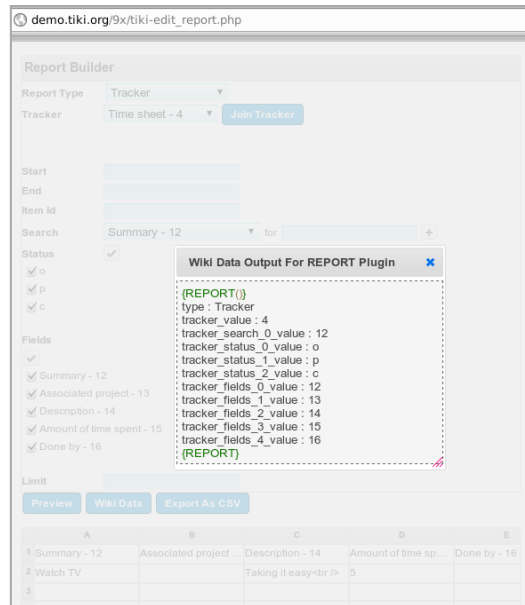 demo.tiki.org/9x/tiki-edit_report.php
Report Builder
Report Type Tracker
Tracker Time sheet - 4 Join Tracker
Start
End
Item Id
Search Summary - 12 for +
Status
o
p
c
Wiki Data Output For REPORT Plugin
{REPORT()}
type : Tracker
tracker_value : 4
tracker_search_0_value : 12
tracker_status_0_value : o
tracker_status_1_value : p
tracker_status_2_value : c
tracker_fields_0_value : 12
tracker_fields_1_value : 13
tracker_fields_2_value : 14
tracker_fields_3_value : 15
tracker_fields_4_value : 16
{REPORT}
Fields
Summary - 12
Associated project - 13
Description - 14
Amount of time spent - 15
Done by - 16
Limit
Preview Wiki Data Export As CSV
A B C D E
1 Summary - 12 Associated project ... Description - 14 Amount of time sp... Done by - 16
2 Watch TV Taking it easy<br /> 5
3